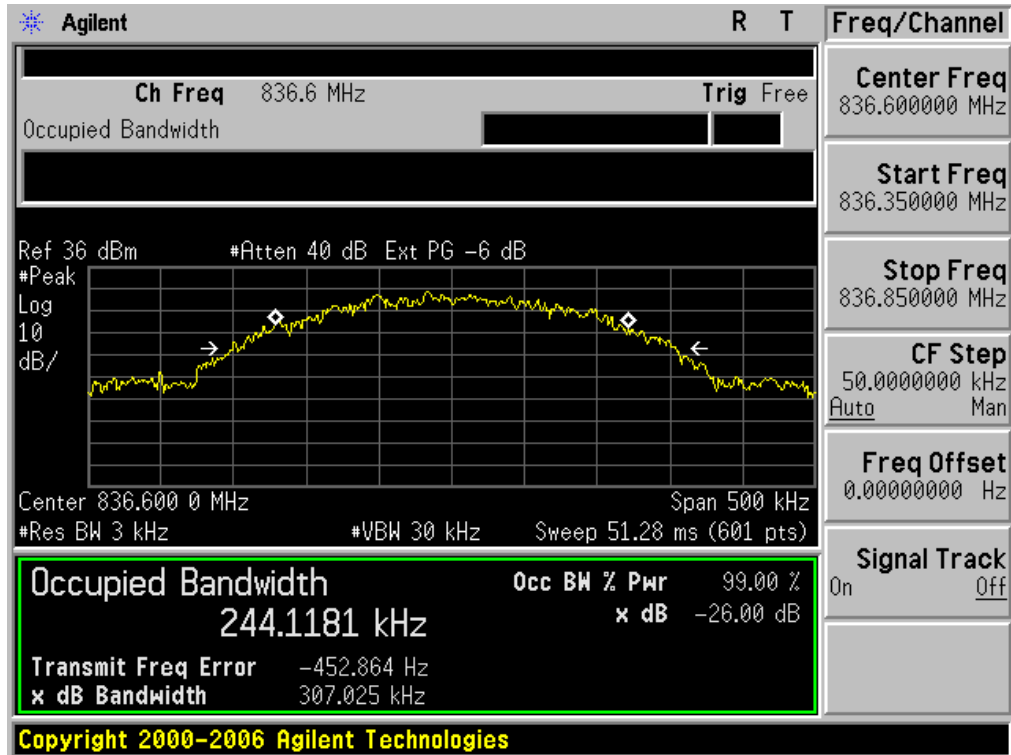 Agilent R T
Freq/Channel
Ch Freq 836.6 MHz Trig Free
Occupied Bandwidth
Center Freq
836.600000 MHz
Start Freq
836.350000 MHz
Stop Freq
836.850000 MHz
CF Step
50.0000000 kHz
Auto Man
Freq Offset
0.00000000 Hz
Signal Track
On Off
Ref 36 dBm #Atten 40 dB Ext PG -6 dB
#Peak
Log
10
dB/
Center 836.600 0 MHz Span 500 kHz
#Res BW 3 kHz #VBW 30 kHz Sweep 51.28 ms (601 pts)
Occupied Bandwidth Occ BW % Pwr 99.00 %
244.1181 kHz x dB -26.00 dB
Transmit Freq Error -452.864 Hz
x dB Bandwidth 307.025 kHz
Copyright 2000-2006 Agilent Technologies